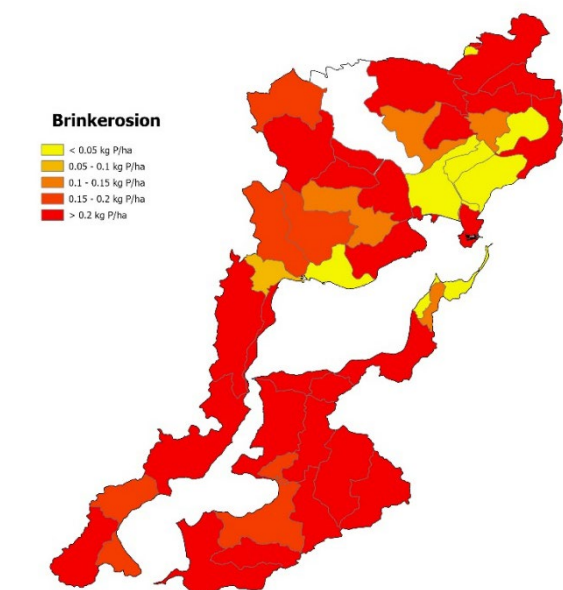 Brinkerosion
< 0.05 kg P/ha
0.05 - 0.1 kg P/ha
0.1 - 0.15 kg P/ha
0.15 - 0.2 kg P/ha
> 0.2 kg P/ha